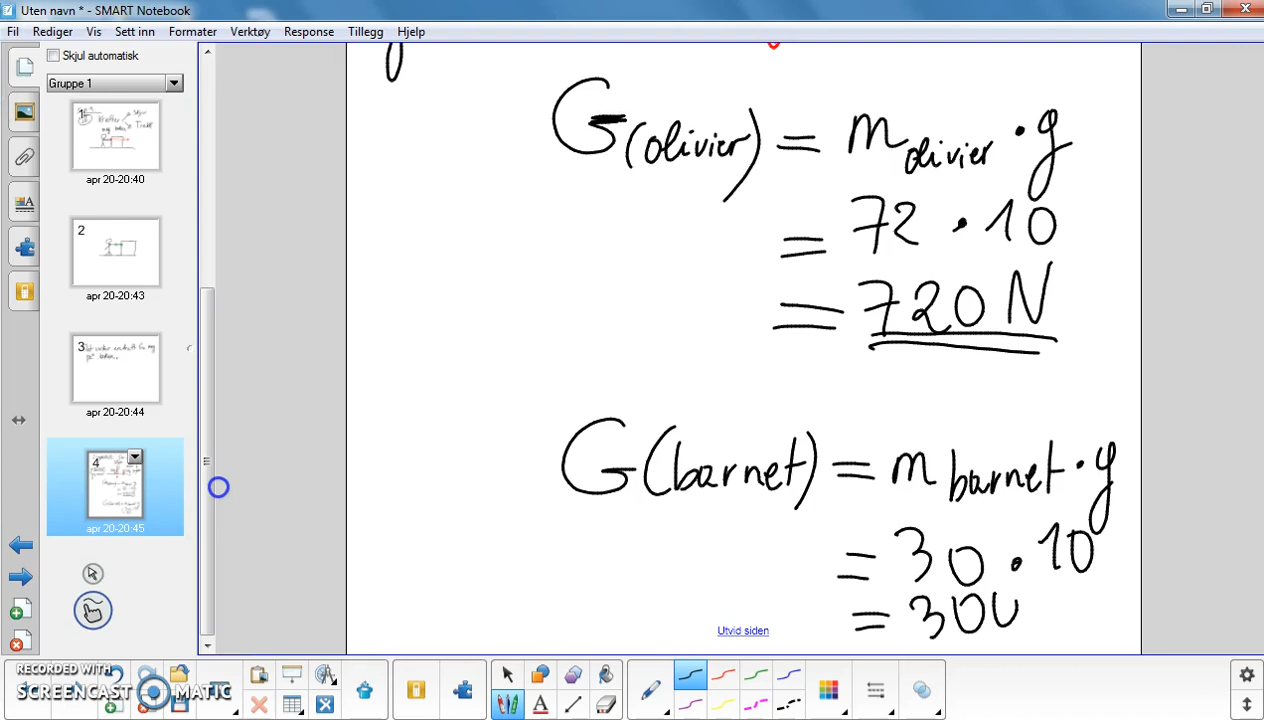 Uten navn * - SMART Notebook
Fil Rediger Vis Sett inn Formater Verktøy Response Tillegg Hjelp
Skjul automatisk
Gruppe 1
1
apr 20-20:40
2
apr 20-20:43
3
apr 20-20:44
4
apr 20-20:45
G(olivier) = m olivier · g
= 72 · 10
= 720 N
G(barnet) = m barnet · g
= 30 · 10
= 300
Utvid siden
RECORDED WITH
SCREENCAST MATIC